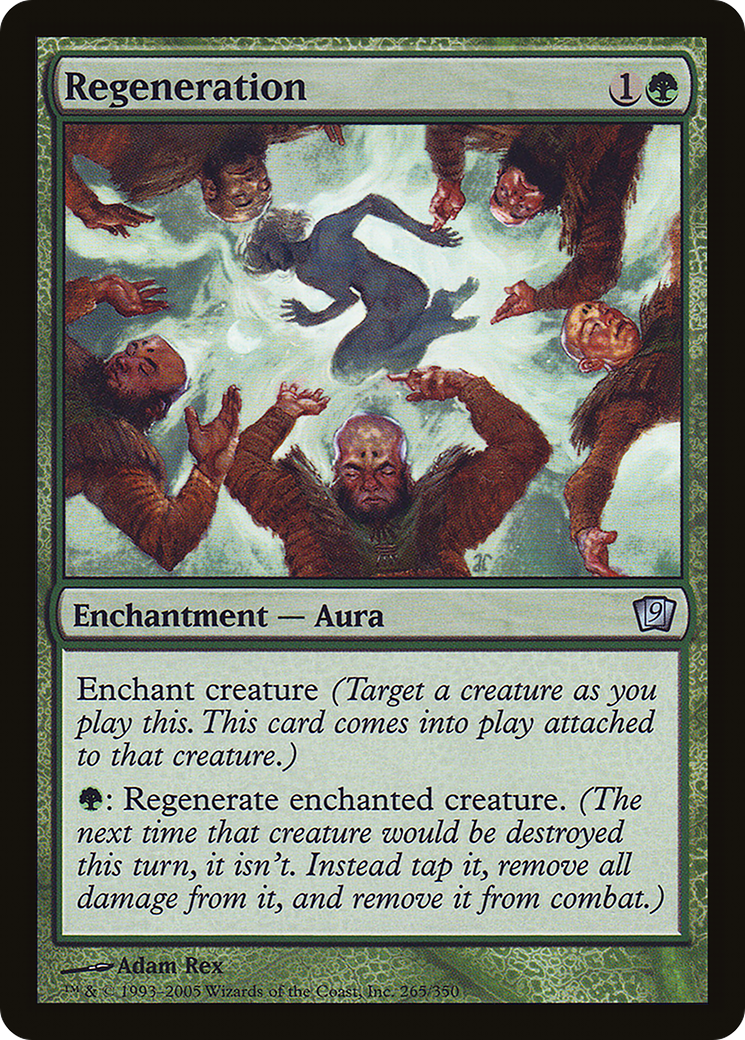 Regeneration 1
Enchantment — Aura 9
Enchant creature (Target a creature as you
play this. This card comes into play attached
to that creature.)
: Regenerate enchanted creature. (The
next time that creature would be destroyed
this turn, it isn't. Instead tap it, remove all
damage from it, and remove it from combat.)
Adam Rex
™ & © 1993–2005 Wizards of the Coast, Inc. 265/350